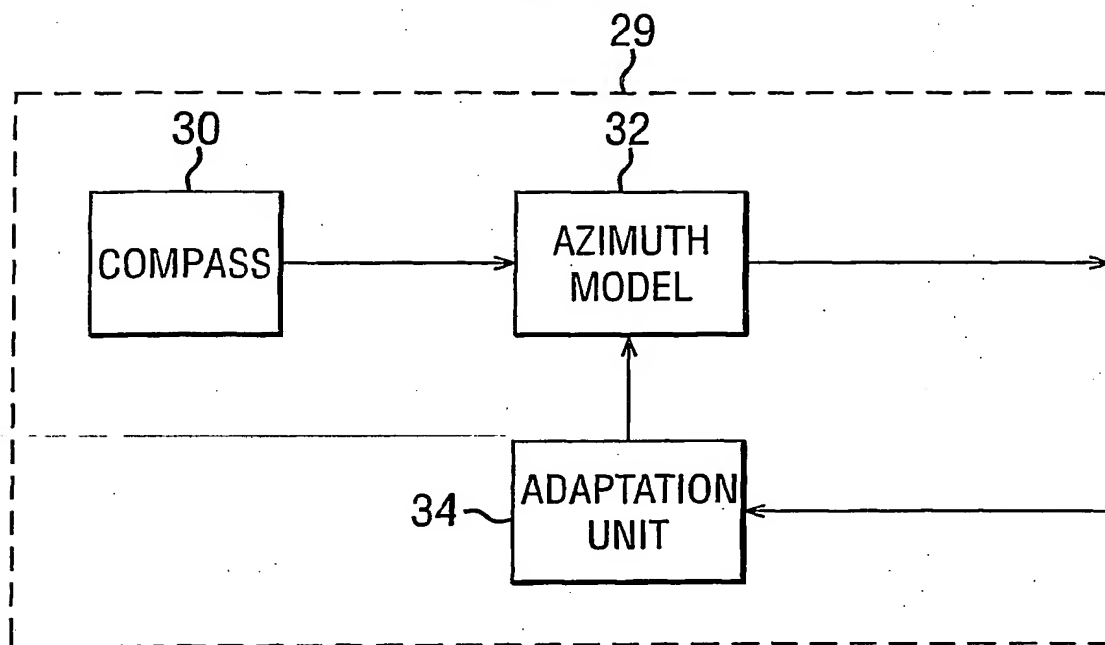 29
30
32
COMPASS
AZIMUTH
MODEL
34
ADAPTATION
UNIT